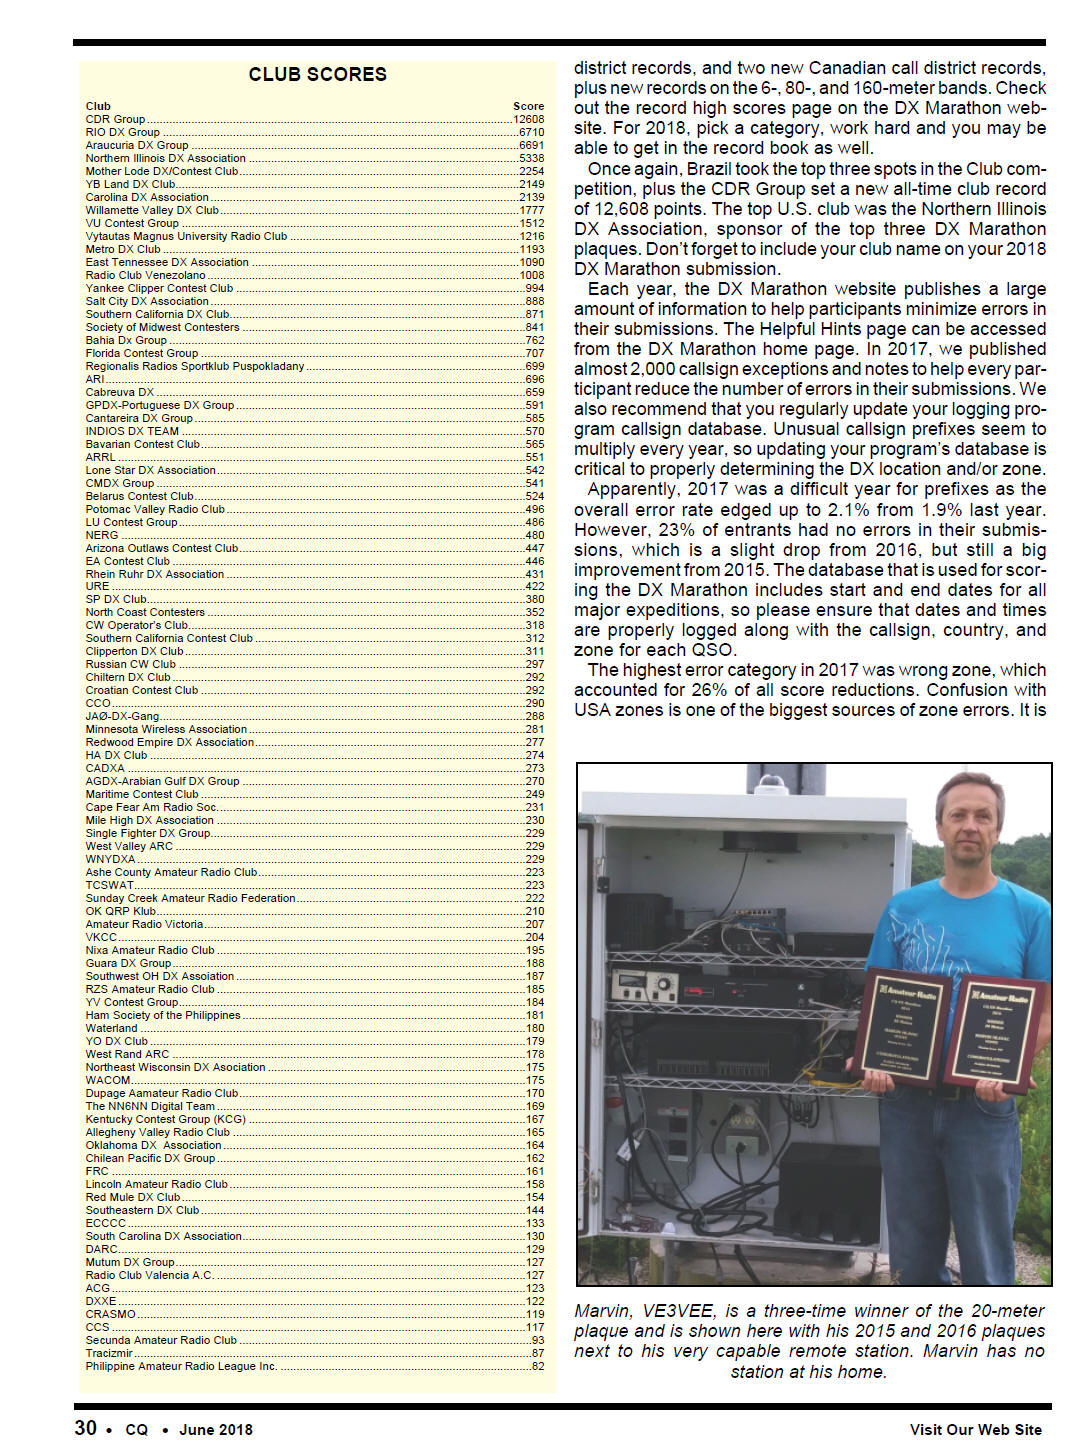 CLUB SCORES
Club Score
CDR Group 12608
RIO DX Group 6710
Araucuria DX Group 6691
Northern Illinois DX Association 5338
Mother Lode DX/Contest Club 2254
YB Land DX Club 2149
Carolina DX Association 2139
Willamette Valley DX Club 1777
VU Contest Group 1512
Vytautas Magnus University Radio Club 1216
Metro DX Club 1193
East Tennessee DX Association 1090
Radio Club Venezolano 1008
Yankee Clipper Contest Club 994
Salt City DX Association 888
Southern California DX Club 871
Society of Midwest Contesters 841
Bahia Dx Group 762
Florida Contest Group 707
Regionalis Radios Sportklub Puspokladany 699
ARI 696
Cabreuva DX 659
GPDX-Portuguese DX Group 591
Cantareira DX Group 585
INDIOS DX TEAM 570
Bavarian Contest Club 565
ARRL 551
Lone Star DX Association 542
CMDX Group 541
Belarus Contest Club 524
Potomac Valley Radio Club 496
LU Contest Group 486
NERG 480
Arizona Outlaws Contest Club 447
EA Contest Club 446
Rhein Ruhr DX Association 431
URE 422
SP DX Club 380
North Coast Contesters 352
CW Operator's Club 318
Southern California Contest Club 312
Clipperton DX Club 311
Russian CW Club 297
Chiltern DX Club 292
Croatian Contest Club 292
CCO 290
JAØ-DX-Gang 288
Minnesota Wireless Association 281
Redwood Empire DX Association 277
HA DX Club 274
CADXA 273
AGDX-Arabian Gulf DX Group 270
Maritime Contest Club 249
Cape Fear Am Radio Soc. 231
Mile High DX Association 230
Single Fighter DX Group 229
West Valley ARC 229
WNYDXA 229
Ashe County Amateur Radio Club 223
TCSWAT 223
Sunday Creek Amateur Radio Federation 222
OK QRP Klub 210
Amateur Radio Victoria 207
VKCC 204
Nixa Amateur Radio Club 195
Guara DX Group 188
Southwest OH DX Assoiation 187
RZS Amateur Radio Club 185
YV Contest Group 184
Ham Society of the Philippines 181
Waterland 180
YO DX Club 179
West Rand ARC 178
Northeast Wisconsin DX Asociation 175
WACOM 175
Dupage Aamateur Radio Club 170
The NN6NN Digital Team 169
Kentucky Contest Group (KCG) 167
Allegheny Valley Radio Club 165
Oklahoma DX Association 164
Chilean Pacific DX Group 162
FRC 161
Lincoln Amateur Radio Club 158
Red Mule DX Club 154
Southeastern DX Club 144
ECCCC 133
South Carolina DX Association 130
DARC 129
Mutum DX Group 127
Radio Club Valencia A.C. 127
ACG 123
DXXE 122
CRASMO 119
CCS 117
Secunda Amateur Radio Club 93
Tracizmir 87
Philippine Amateur Radio League Inc. 82
district records, and two new Canadian call district records,
plus new records on the 6-, 80-, and 160-meter bands. Check
out the record high scores page on the DX Marathon web-
site. For 2018, pick a category, work hard and you may be
able to get in the record book as well.
Once again, Brazil took the top three spots in the Club com-
petition, plus the CDR Group set a new all-time club record
of 12,608 points. The top U.S. club was the Northern Illinois
DX Association, sponsor of the top three DX Marathon
plaques. Don't forget to include your club name on your 2018
DX Marathon submission.
Each year, the DX Marathon website publishes a large
amount of information to help participants minimize errors in
their submissions. The Helpful Hints page can be accessed
from the DX Marathon home page. In 2017, we published
almost 2,000 callsign exceptions and notes to help every par-
ticipant reduce the number of errors in their submissions. We
also recommend that you regularly update your logging pro-
gram callsign database. Unusual callsign prefixes seem to
multiply every year, so updating your program's database is
critical to properly determining the DX location and/or zone.
Apparently, 2017 was a difficult year for prefixes as the
overall error rate edged up to 2.1% from 1.9% last year.
However, 23% of entrants had no errors in their submis-
sions, which is a slight drop from 2016, but still a big
improvement from 2015. The database that is used for scor-
ing the DX Marathon includes start and end dates for all
major expeditions, so please ensure that dates and times
are properly logged along with the callsign, country, and
zone for each QSO.
The highest error category in 2017 was wrong zone, which
accounted for 26% of all score reductions. Confusion with
USA zones is one of the biggest sources of zone errors. It is
Amateur Radio
Amateur Radio
CONGRATULATIONS
CONGRATULATIONS
Marvin, VE3VEE, is a three-time winner of the 20-meter
plaque and is shown here with his 2015 and 2016 plaques
next to his very capable remote station. Marvin has no
station at his home.
30 • CQ • June 2018
Visit Our Web Site